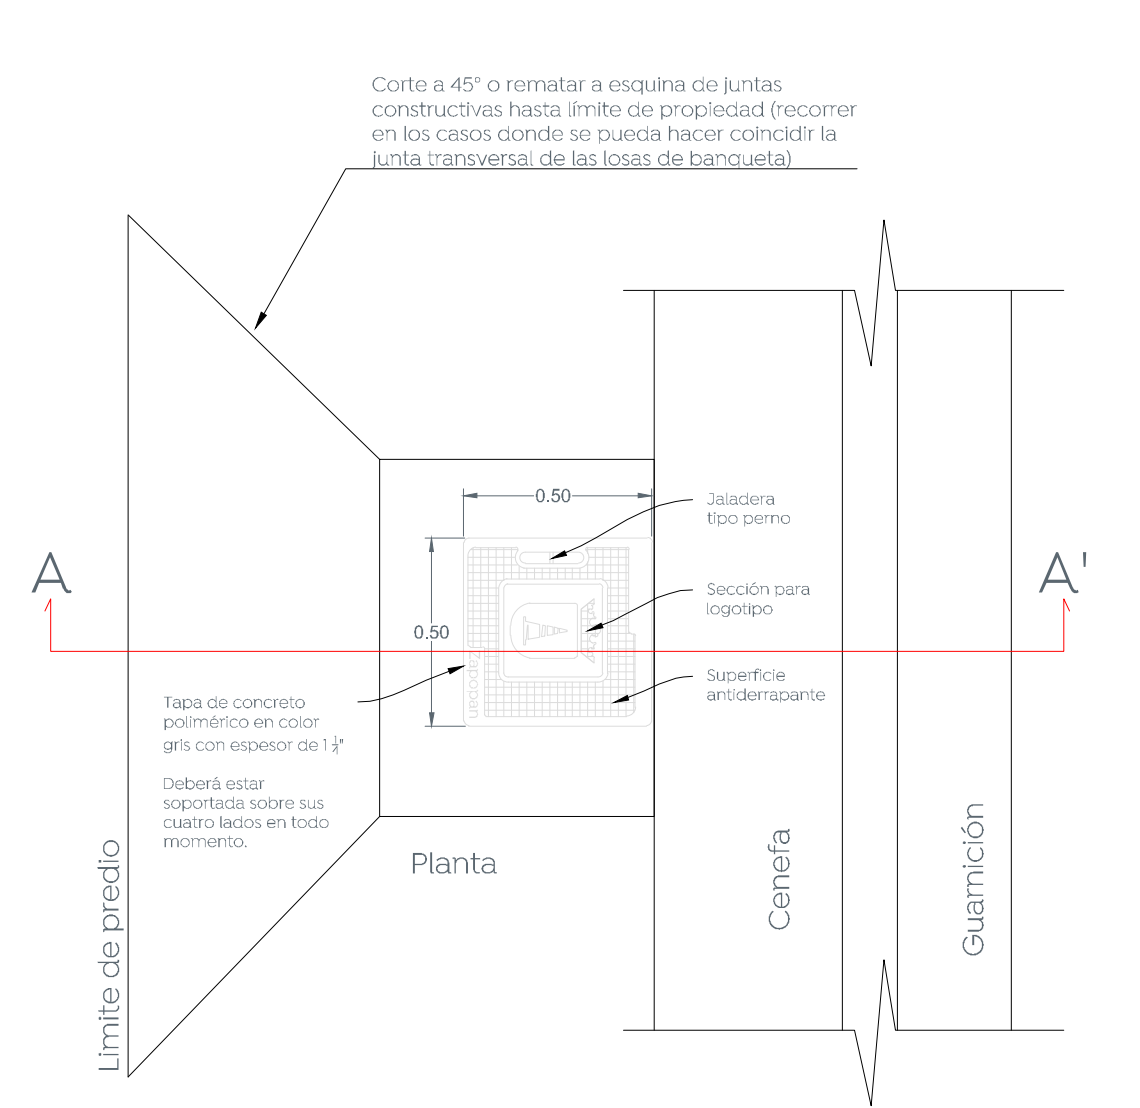 Corte a 45° o rematar a esquina de juntas
constructivas hasta límite de propiedad (recorrer
en los casos donde se pueda hacer coincidir la
junta transversal de las losas de banqueta)
0.50
Jaladera
tipo perno
A
A'
Sección para
logotipo
0.50
Zapopan
Superficie
antiderrapante
Tapa de concreto
polimérico en color
gris con espesor de 1 1/4"
Deberá estar
soportada sobre sus
cuatro lados en todo
momento.
Planta
Limite de predio
Cenefa
Guarnición